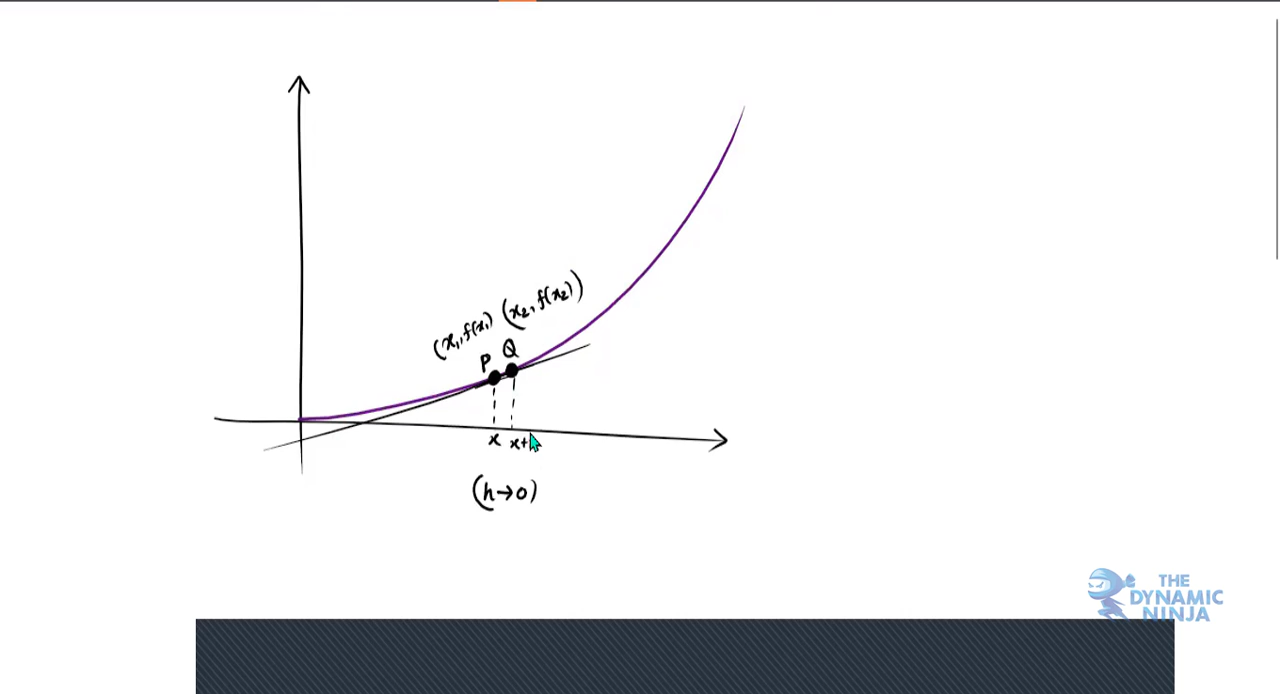 (x₁,f(x₁) (x₂,f(x₂))
P Q
x x+
(h→0)
THE
DYNAMIC
NINJA